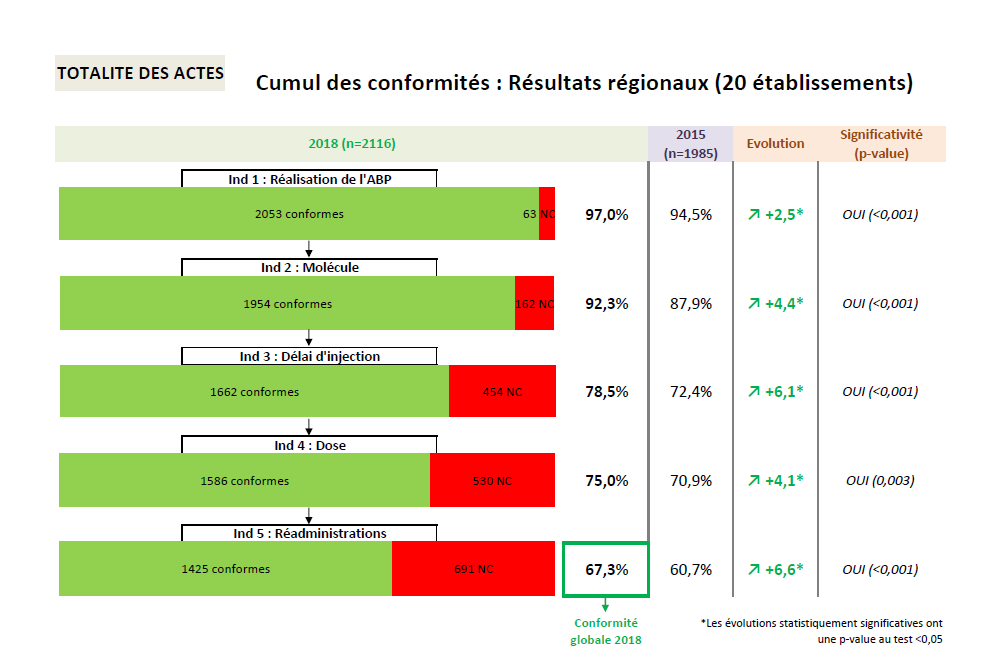 TOTALITE DES ACTES
Cumul des conformités : Résultats régionaux (20 établissements)
2018 (n=2116)
2015
(n=1985)
Evolution
Significativité
(p-value)
Ind 1 : Réalisation de l'ABP
2053 conformes
63 NC
97,0%
94,5%
↗ +2,5*
OUI (<0,001)
Ind 2 : Molécule
1954 conformes
162 NC
92,3%
87,9%
↗ +4,4*
OUI (<0,001)
Ind 3 : Délai d'injection
1662 conformes
454 NC
78,5%
72,4%
↗ +6,1*
OUI (<0,001)
Ind 4 : Dose
1586 conformes
530 NC
75,0%
70,9%
↗ +4,1*
OUI (0,003)
Ind 5 : Réadministrations
1425 conformes
691 NC
67,3%
60,7%
↗ +6,6*
OUI (<0,001)
Conformité
globale 2018
*Les évolutions statistiquement significatives ont
une p-value au test <0,05